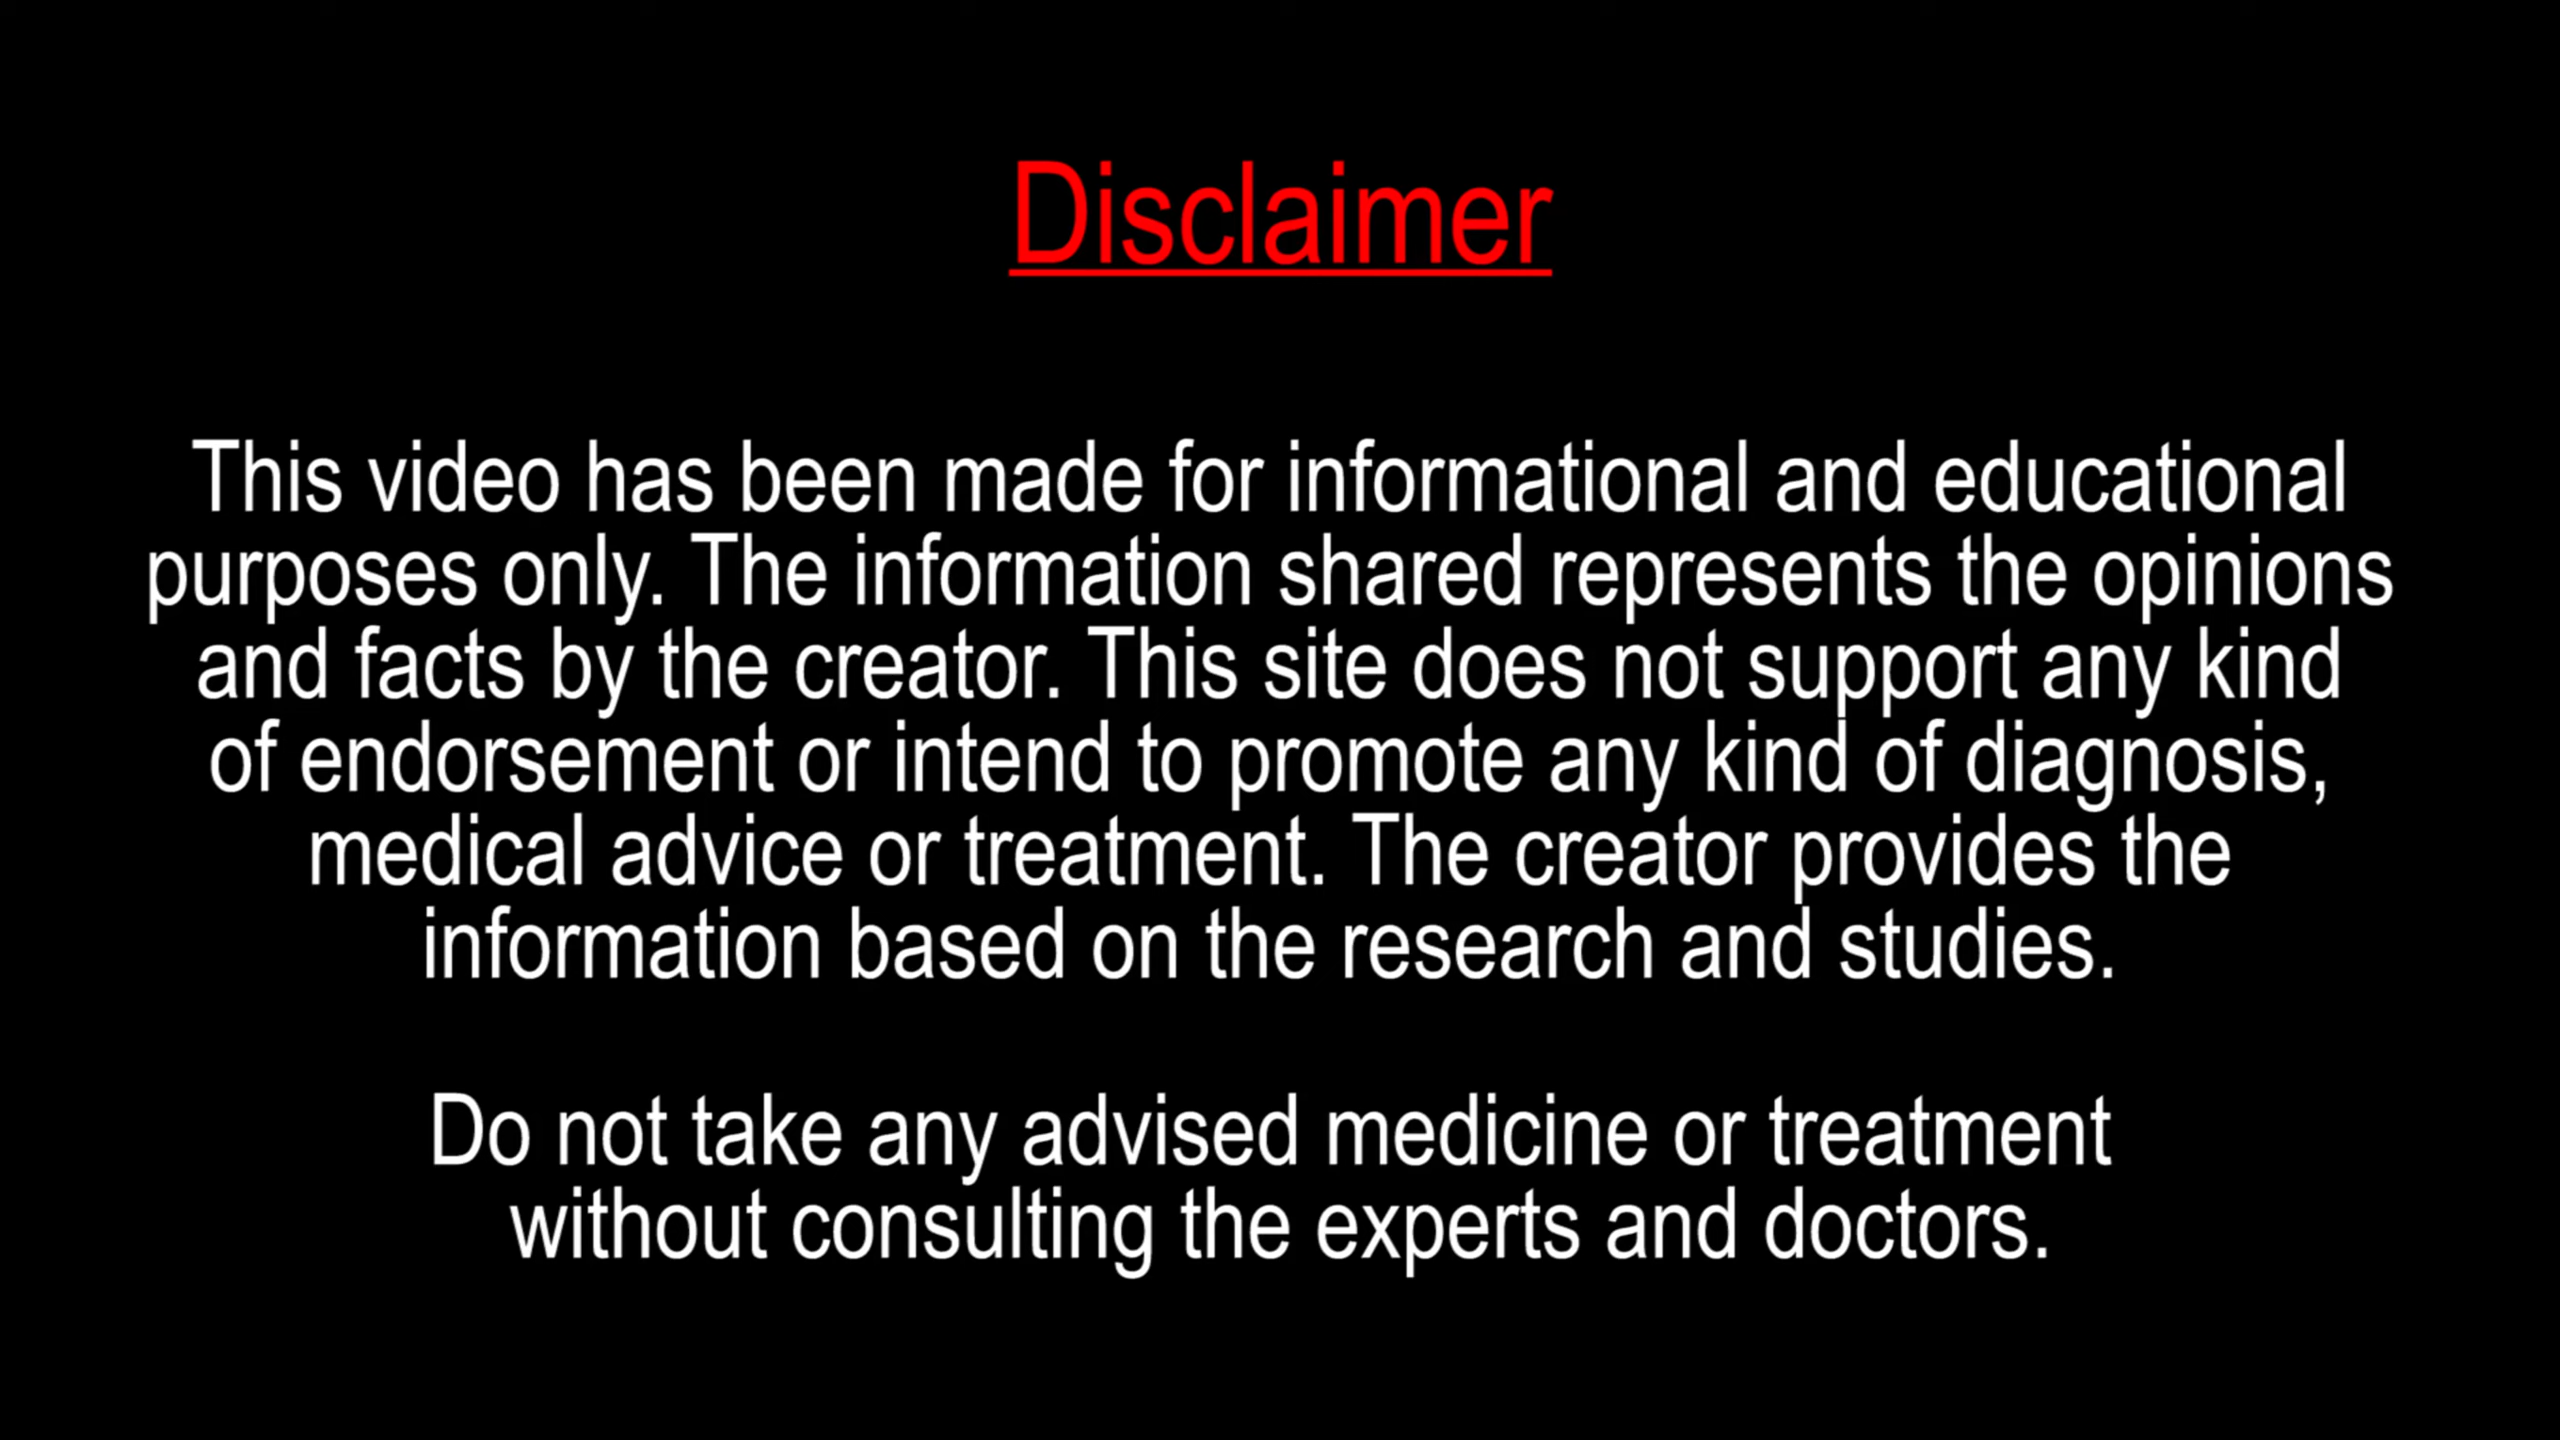 Disclaimer
This video has been made for informational and educational
purposes only. The information shared represents the opinions
and facts by the creator. This site does not support any kind
of endorsement or intend to promote any kind of diagnosis,
medical advice or treatment. The creator provides the
information based on the research and studies.
Do not take any advised medicine or treatment
without consulting the experts and doctors.